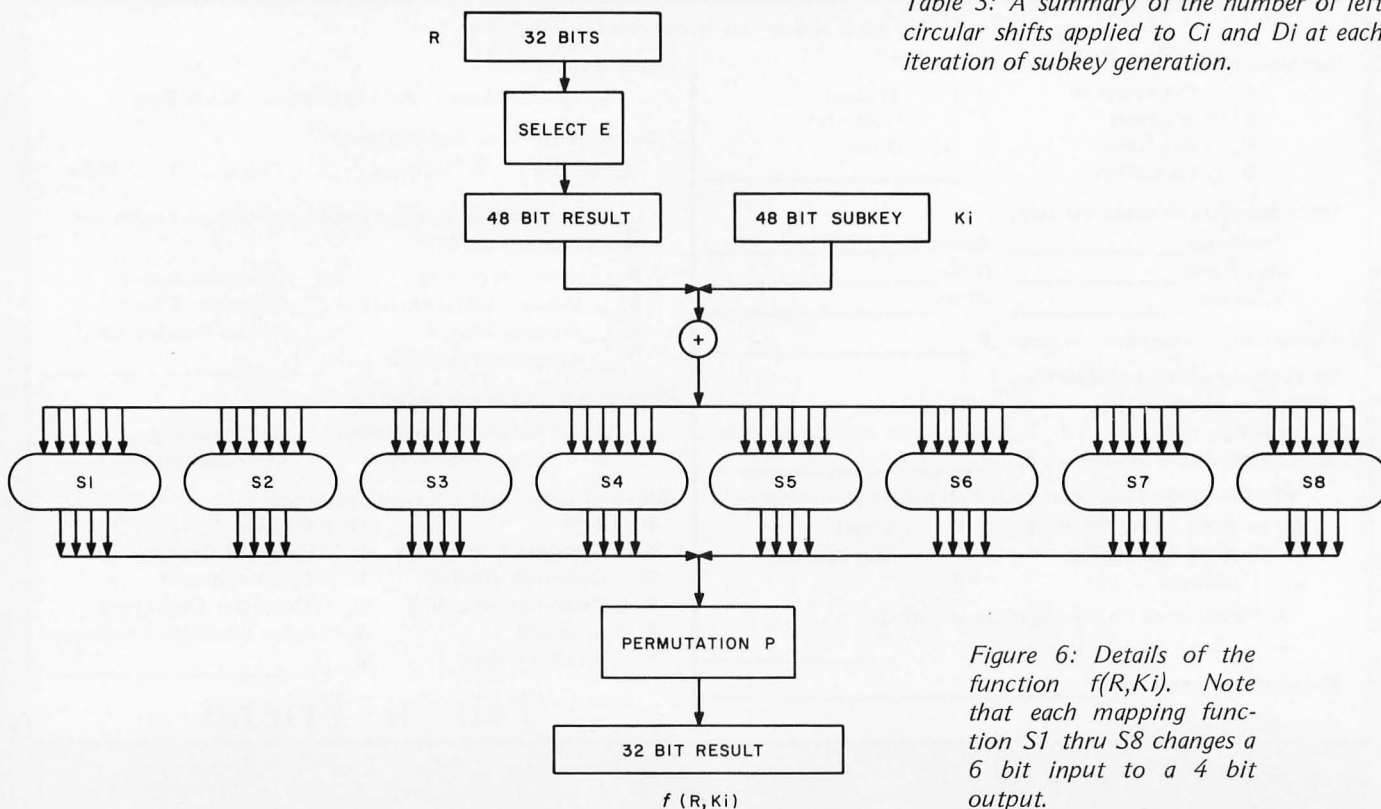 Table 3: A summary of the number of left
circular shifts applied to Ci and Di at each
iteration of subkey generation.
R
32 BITS
SELECT E
48 BIT RESULT
48 BIT SUBKEY
Ki
+
S1
S2
S3
S4
S5
S6
S7
S8
PERMUTATION P
32 BIT RESULT
f (R,Ki)
Figure 6: Details of the
function f(R,Ki). Note
that each mapping func-
tion S1 thru S8 changes a
6 bit input to a 4 bit
output.